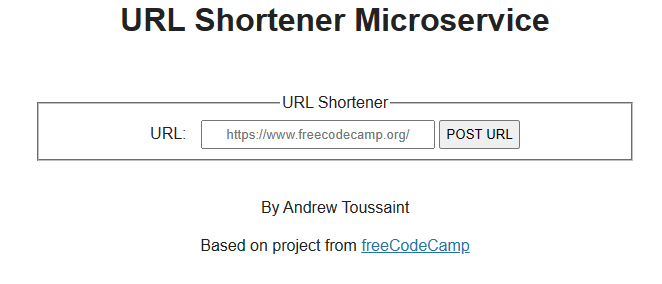 URL Shortener Microservice
URL Shortener
URL: https://www.freecodecamp.org/ POST URL
By Andrew Toussaint
Based on project from freeCodeCamp